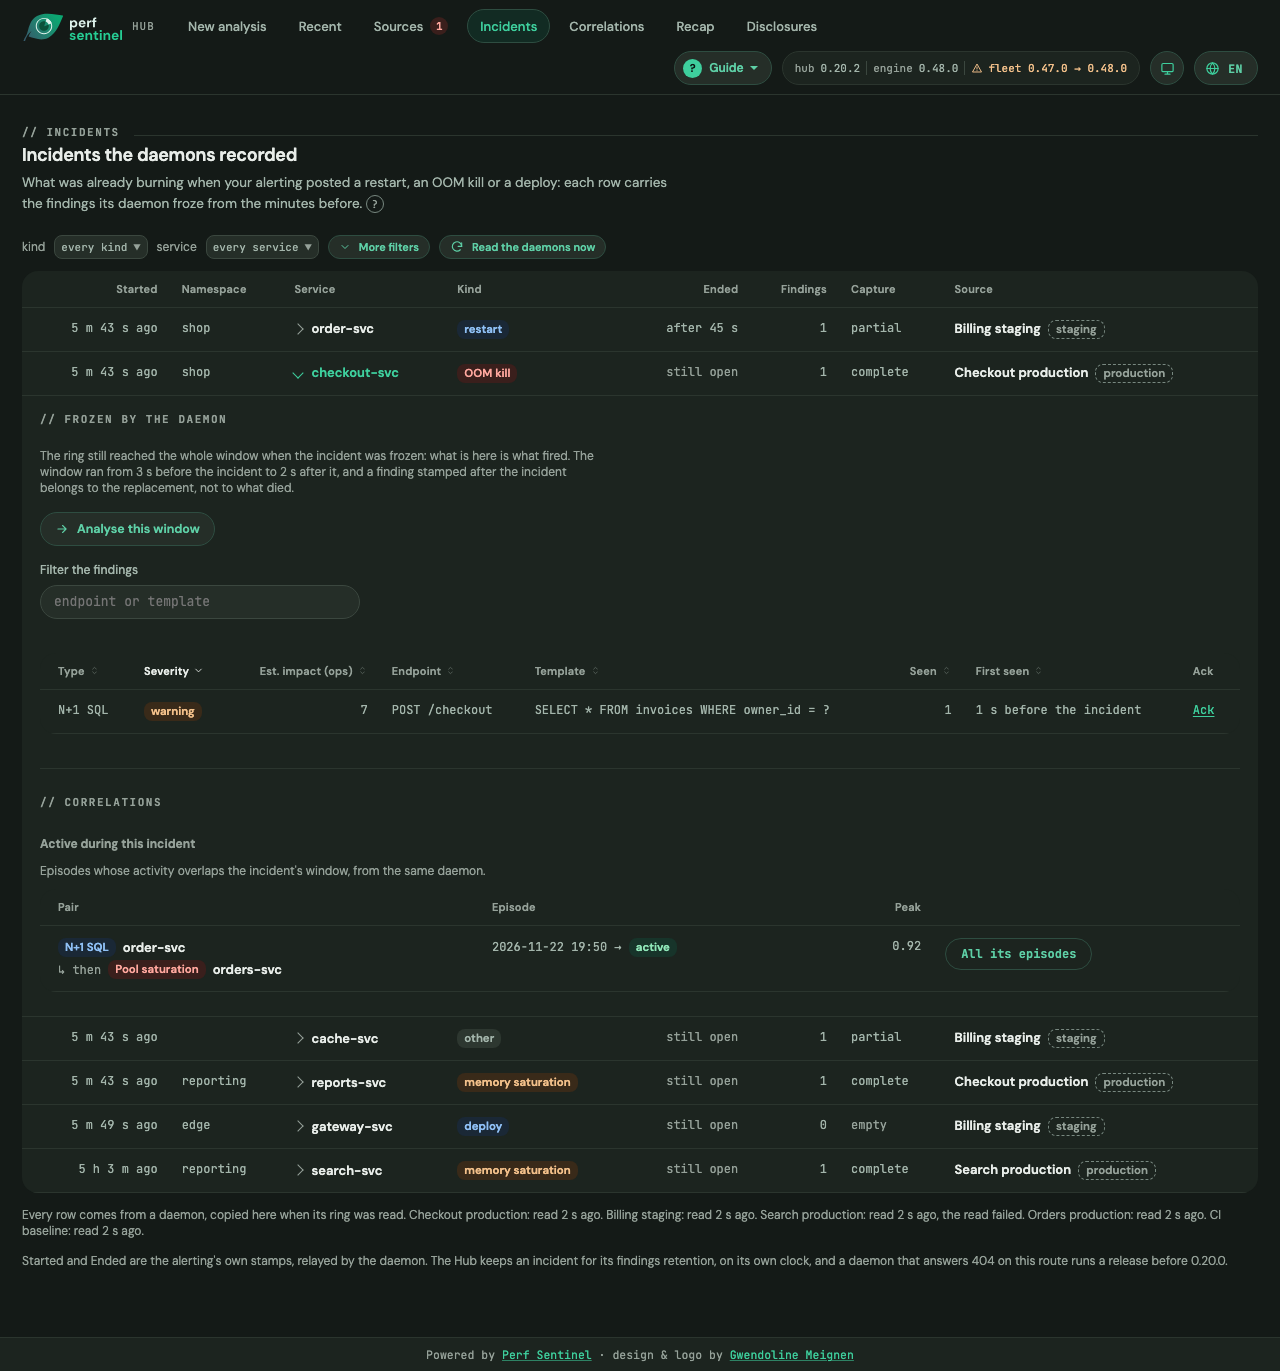 perf sentinel HUB New analysis Recent Sources 1 Incidents Correlations Recap Disclosures
? Guide hub 0.20.2 engine 0.48.0 ⚠ fleet 0.47.0 → 0.48.0 EN
// INCIDENTS
Incidents the daemons recorded
What was already burning when your alerting posted a restart, an OOM kill or a deploy: each row carries
the findings its daemon froze from the minutes before. ?
kind every kind ▼ service every service ▼ More filters Read the daemons now
Started Namespace Service Kind Ended Findings Capture Source
5 m 43 s ago shop order-svc restart after 45 s 1 partial Billing staging staging
5 m 43 s ago shop checkout-svc OOM kill still open 1 complete Checkout production production
// FROZEN BY THE DAEMON
The ring still reached the whole window when the incident was frozen: what is here is what fired. The
window ran from 3 s before the incident to 2 s after it, and a finding stamped after the incident
belongs to the replacement, not to what died.
→ Analyse this window
Filter the findings
endpoint or template
Type Severity Est. impact (ops) Endpoint Template Seen First seen Ack
N+1 SQL warning 7 POST /checkout SELECT * FROM invoices WHERE owner_id = ? 1 1 s before the incident Ack
// CORRELATIONS
Active during this incident
Episodes whose activity overlaps the incident's window, from the same daemon.
Pair Episode Peak
N+1 SQL order-svc 2026-11-22 19:50 → active 0.92 All its episodes
↳ then Pool saturation orders-svc
5 m 43 s ago cache-svc other still open 1 partial Billing staging staging
5 m 43 s ago reporting reports-svc memory saturation still open 1 complete Checkout production production
5 m 49 s ago edge gateway-svc deploy still open 0 empty Billing staging staging
5 h 3 m ago reporting search-svc memory saturation still open 1 complete Search production production
Every row comes from a daemon, copied here when its ring was read. Checkout production: read 2 s ago. Billing staging: read 2 s ago. Search production: read 2 s ago, the read failed. Orders production: read 2 s ago. CI
baseline: read 2 s ago.
Started and Ended are the alerting's own stamps, relayed by the daemon. The Hub keeps an incident for its findings retention, on its own clock, and a daemon that answers 404 on this route runs a release before 0.20.0.
Powered by Perf Sentinel · design & logo by Gwendoline Meignen